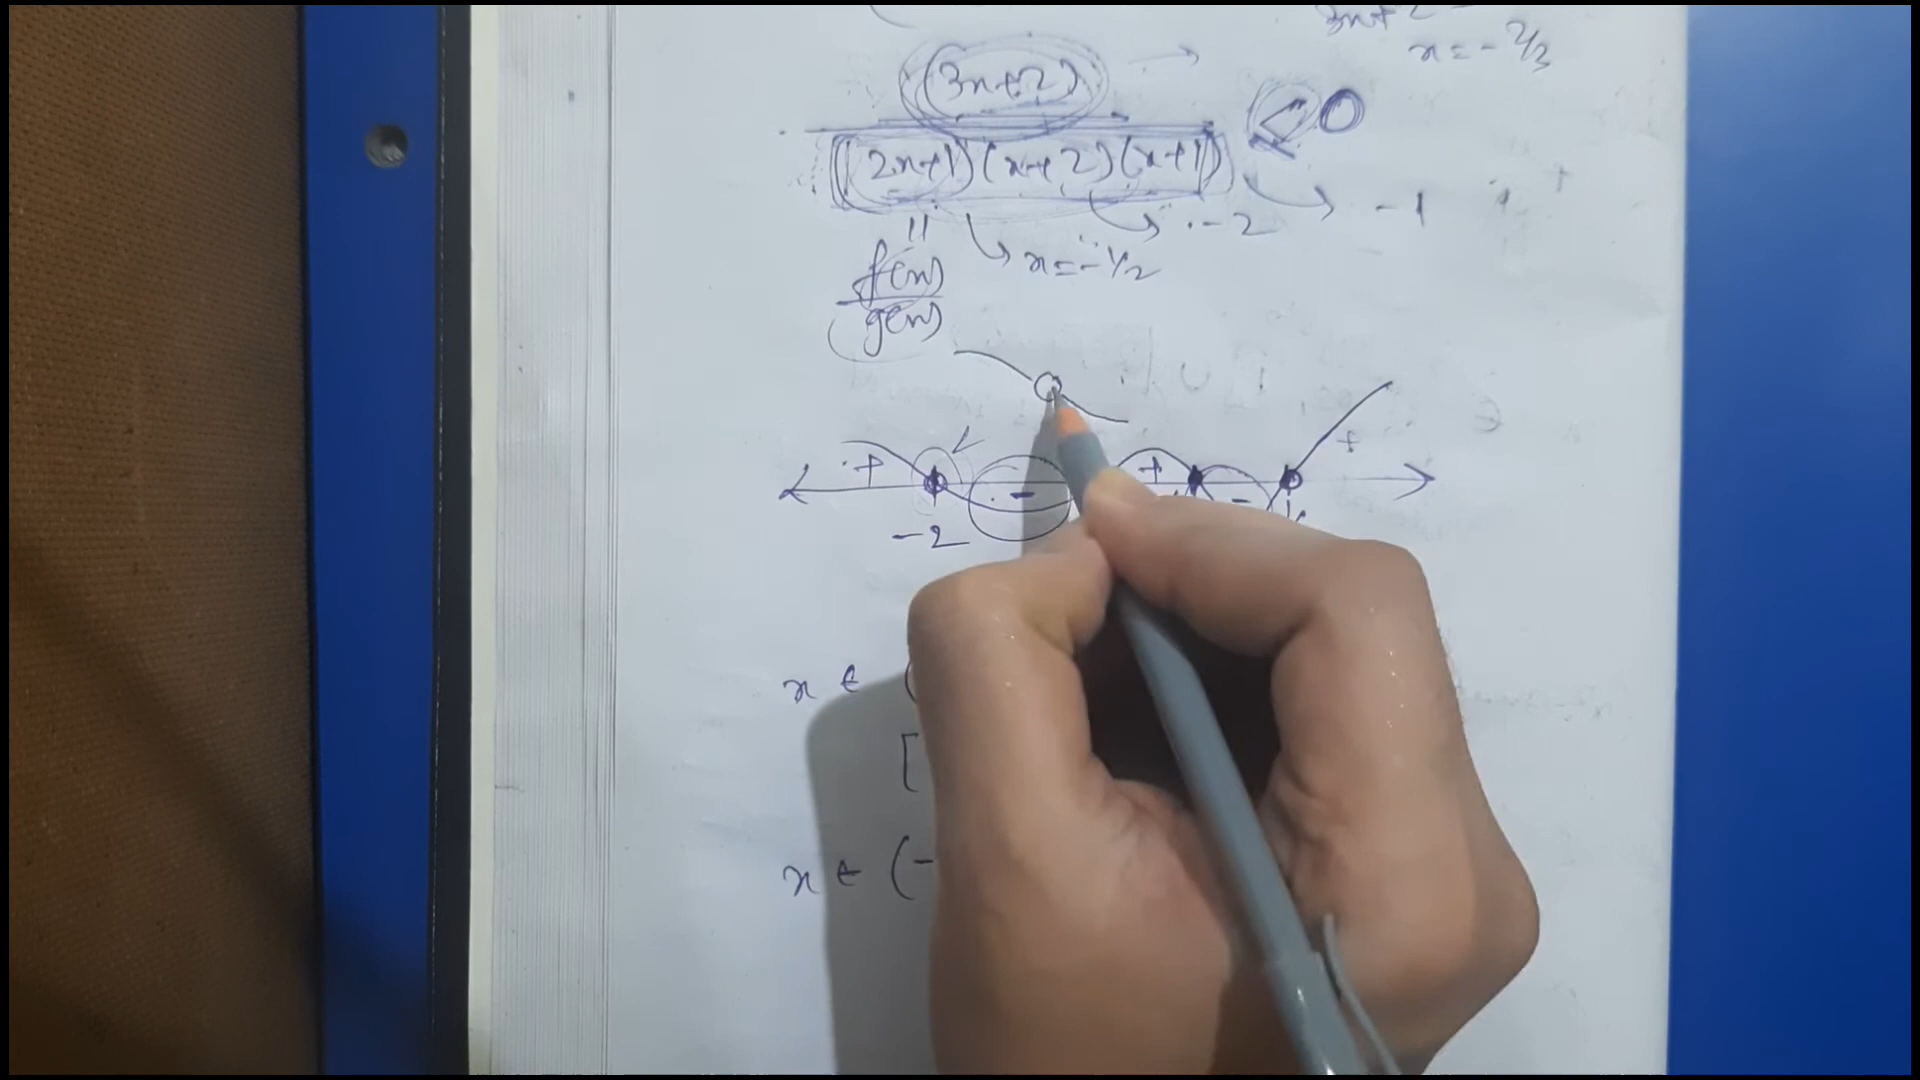 x = - 2/3
(3x+2)
< 0
(2x+1)(x+2)(x+1)
-2
-1
x = -1/2
f(x)
g(x)
+ - + - +
-2
x ∈ (
[
x ∈ (-